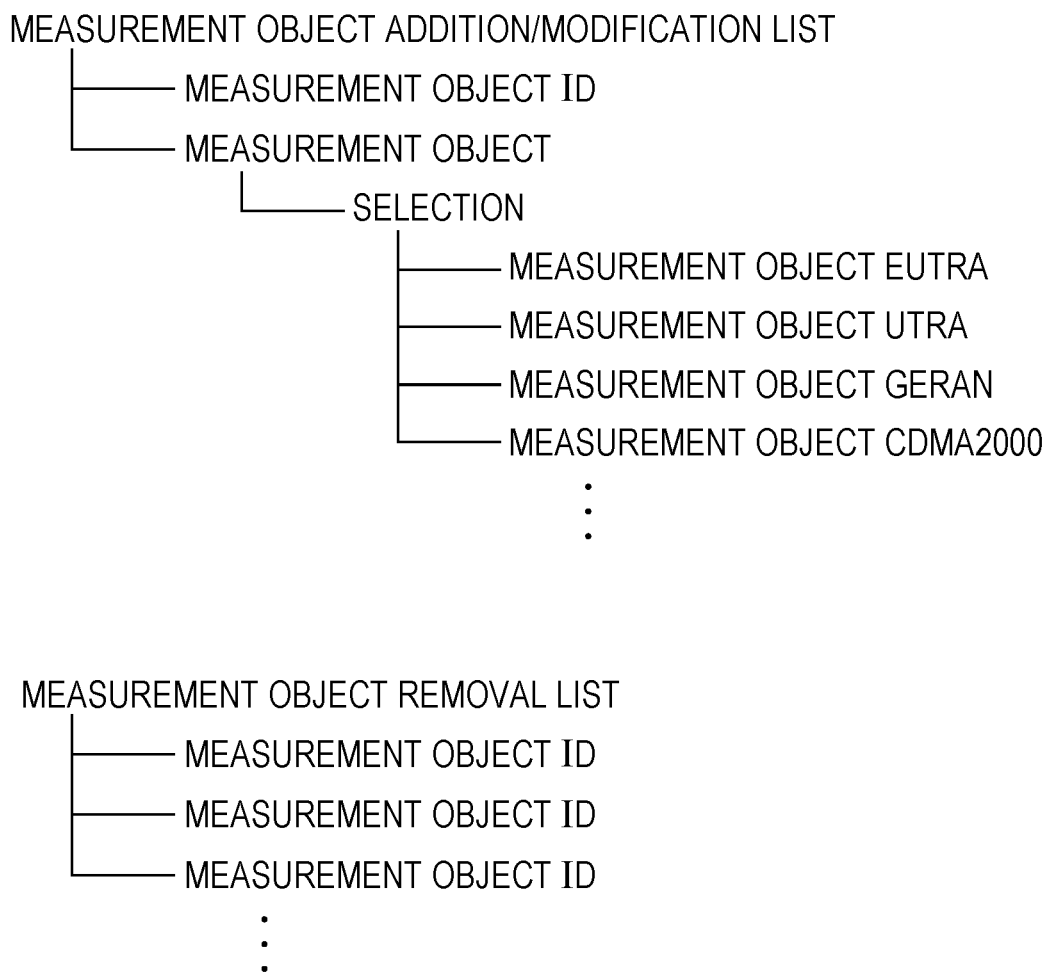 MEASUREMENT OBJECT ADDITION/MODIFICATION LIST
MEASUREMENT OBJECT ID
MEASUREMENT OBJECT
SELECTION
MEASUREMENT OBJECT EUTRA
MEASUREMENT OBJECT UTRA
MEASUREMENT OBJECT GERAN
MEASUREMENT OBJECT CDMA2000
MEASUREMENT OBJECT REMOVAL LIST
MEASUREMENT OBJECT ID
MEASUREMENT OBJECT ID
MEASUREMENT OBJECT ID